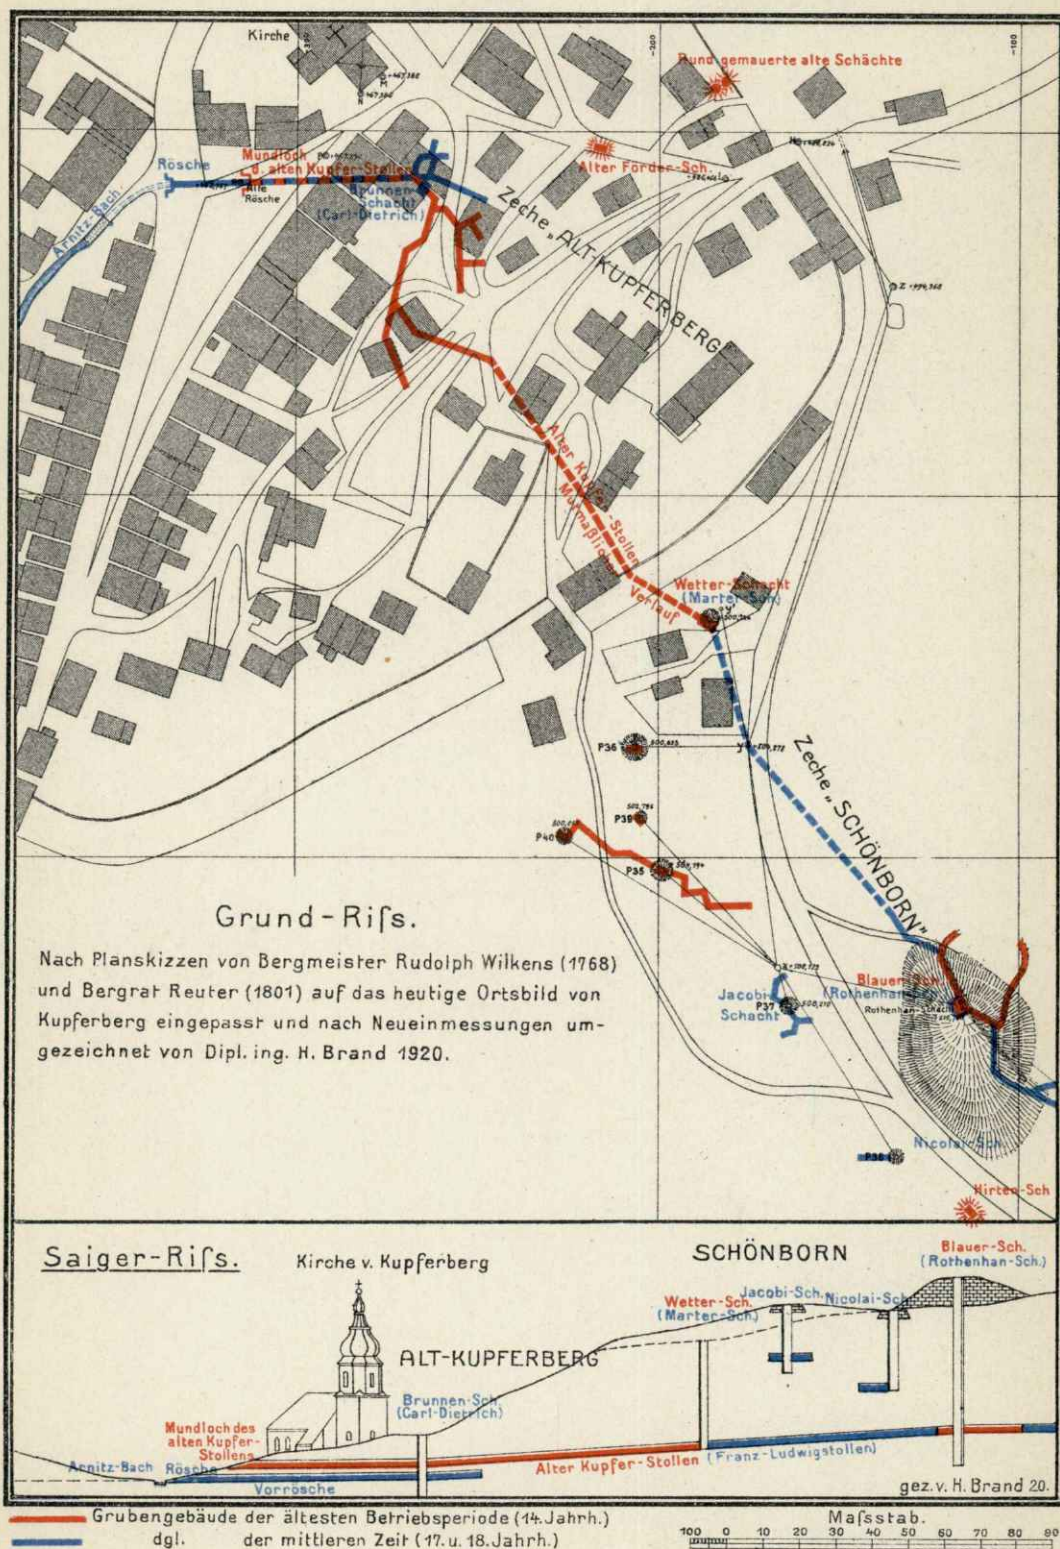 Kirche
-200
-100
Rund gemauerte alte Schächte
Rösche
Mundloch
d. alten Kupfer-Stollen
Alte
Rösche
Brunnen-
Schacht
(Carl-Dietrich)
Alter Förder-Sch.
Arnitz-Bach
Zeche „ALT-KUPFERBERG"
Alter Kupfer-Stollen
Mutmaßlicher
Verlauf
Wetter-Schacht
(Marter-Sch.)
P36
P39
P40
P35
Zeche „SCHÖNBORN"
Grund-Riſs.
Nach Planskizzen von Bergmeister Rudolph Wilkens (1768)
und Bergrat Reuter (1801) auf das heutige Ortsbild von
Kupferberg eingepasst und nach Neueinmessungen um-
gezeichnet von Dipl. ing. H. Brand 1920.
Blauer-Sch.
(Rothenhan-Sch.)
Rothenhan-Schacht
Jacobi
Schacht
P37
P38
Nicolai-Sch.
Hirten-Sch
Saiger-Riſs.
Kirche v. Kupferberg
SCHÖNBORN
Blauer-Sch.
(Rothenhan-Sch.)
Jacobi-Sch.
Nicolai-Sch.
Wetter-Sch.
(Marter-Sch.)
ALT-KUPFERBERG
Brunnen-Sch.
(Carl-Dietrich)
Mundloch des
alten Kupfer-
Stollens
Arnitz-Bach
Rösche
Alter Kupfer-Stollen
(Franz-Ludwigstollen)
Vorrösche
gez. v. H. Brand 20.
Grubengebäude der ältesten Betriebsperiode (14. Jahrh.)
dgl. der mittleren Zeit (17. u. 18. Jahrh.)
Maſsstab.
100 0 10 20 30 40 50 60 70 80 90